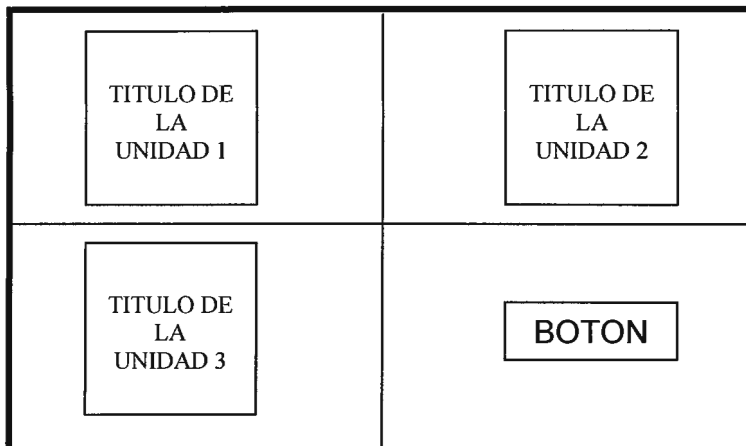 TITULO DE
LA
UNIDAD 1
TITULO DE
LA
UNIDAD 2
TITULO DE
LA
UNIDAD 3
BOTON